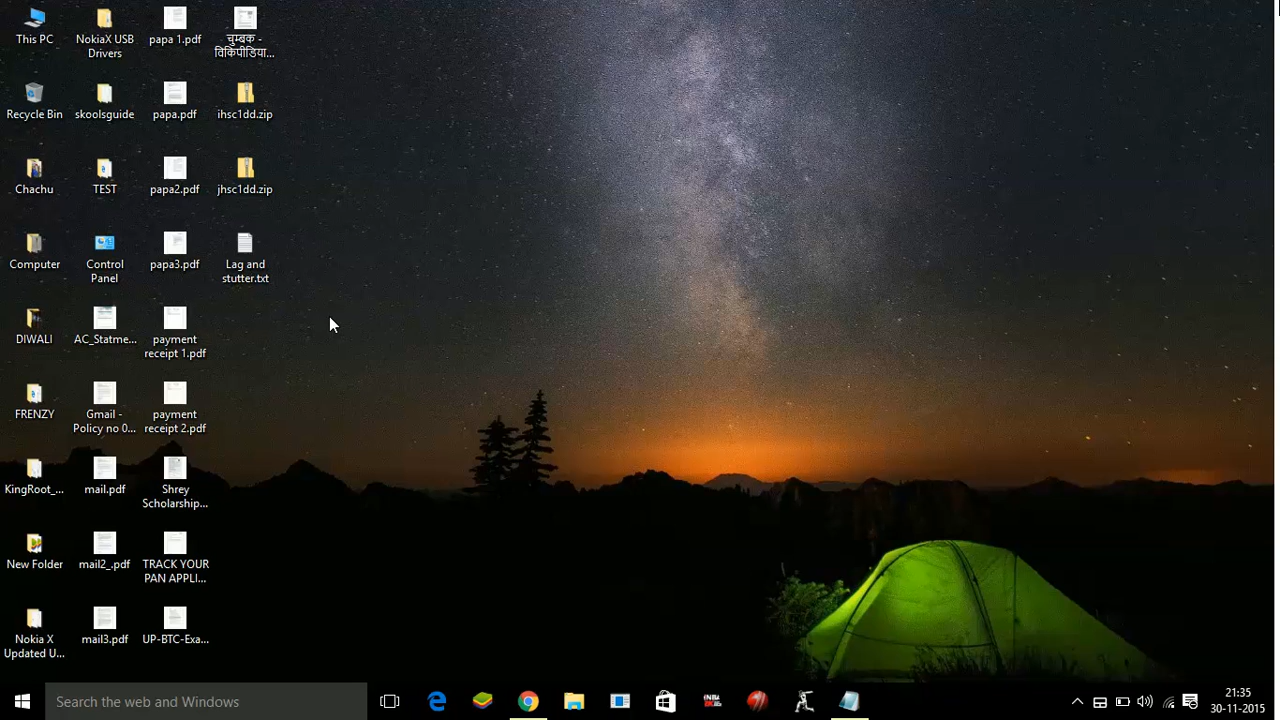 This PC
NokiaX USB
Drivers
papa 1.pdf
चुम्बक -
विकिपीडिया...
Recycle Bin
skoolsguide
papa.pdf
ihsc1dd.zip
Chachu
TEST
papa2.pdf
jhsc1dd.zip
Computer
Control
Panel
papa3.pdf
Lag and
stutter.txt
DIWALI
AC_Statme...
payment
receipt 1.pdf
FRENZY
Gmail -
Policy no 0...
payment
receipt 2.pdf
KingRoot_...
mail.pdf
Shrey
Scholarship...
New Folder
mail2_.pdf
TRACK YOUR
PAN APPLI...
Nokia X
Updated U...
mail3.pdf
UP-BTC-Exa...
Search the web and Windows
21:35
30-11-2015